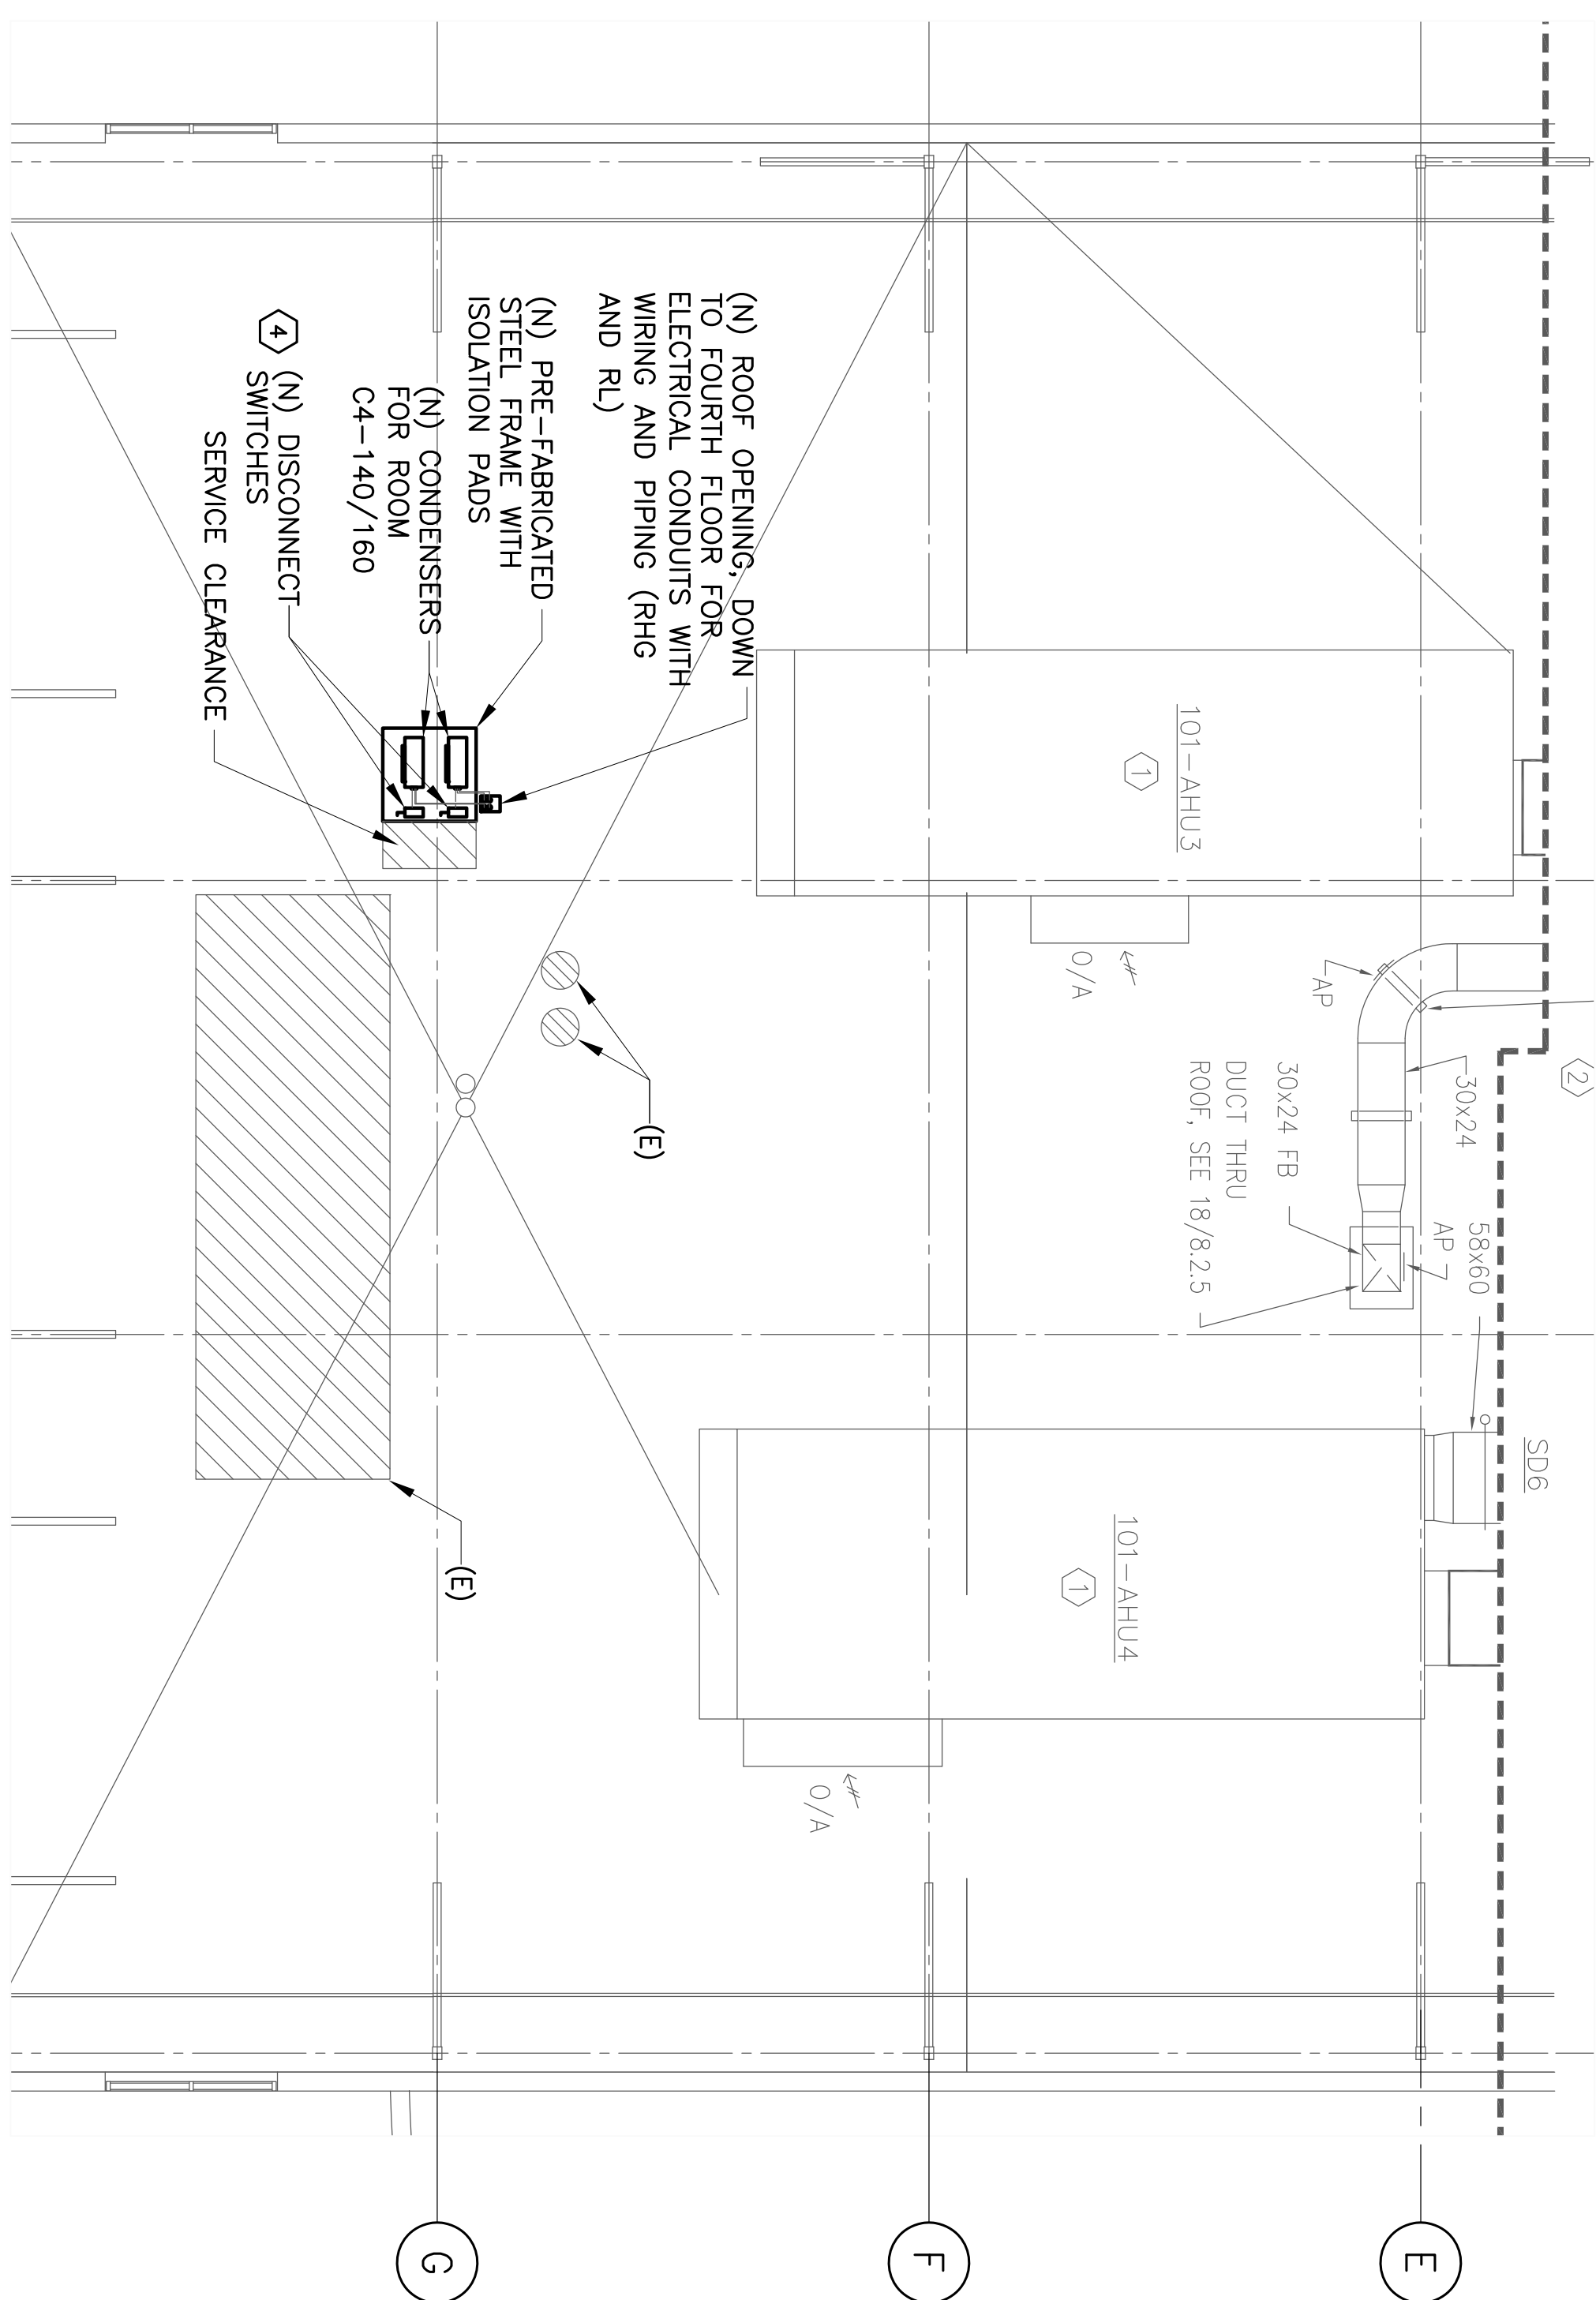 2
SD6
58x60
AP
30x24
AP
30x24 FB
DUCT THRU
ROOF, SEE 18/8.2.5
101-AHU3
1
O/A
101-AHU4
1
O/A
(N) ROOF OPENING, DOWN
TO FOURTH FLOOR FOR
ELECTRICAL CONDUITS WITH
WIRING AND PIPING (RHG
AND RL)
(N) PRE-FABRICATED
STEEL FRAME WITH
ISOLATION PADS
(N) CONDENSERS
FOR ROOM
C4-140/160
4 (N) DISCONNECT
SWITCHES
SERVICE CLEARANCE
(E)
(E)
E
F
G